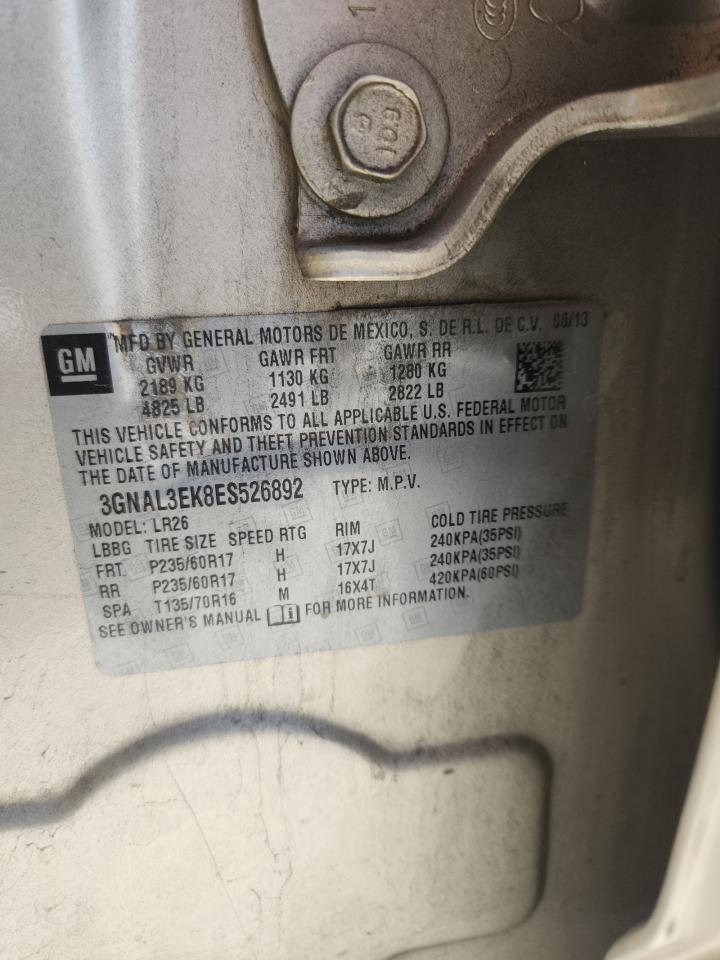 109
GM
MFD BY GENERAL MOTORS DE MEXICO, S. DE R.L. DE C.V. 08/13
GVWR GAWR FRT GAWR RR
2189 KG 1130 KG 1280 KG
4825 LB 2491 LB 2822 LB
THIS VEHICLE CONFORMS TO ALL APPLICABLE U.S. FEDERAL MOTOR
VEHICLE SAFETY AND THEFT PREVENTION STANDARDS IN EFFECT ON
THE DATE OF MANUFACTURE SHOWN ABOVE.
3GNAL3EK8ES526892 TYPE: M.P.V.
MODEL: LR26
LBBG TIRE SIZE SPEED RTG RIM COLD TIRE PRESSURE
FRT P235/60R17 H 17X7J 240KPA(35PSI)
RR P235/60R17 H 17X7J 240KPA(35PSI)
SPA T135/70R16 M 16X4T 420KPA(60PSI)
SEE OWNER'S MANUAL FOR MORE INFORMATION.